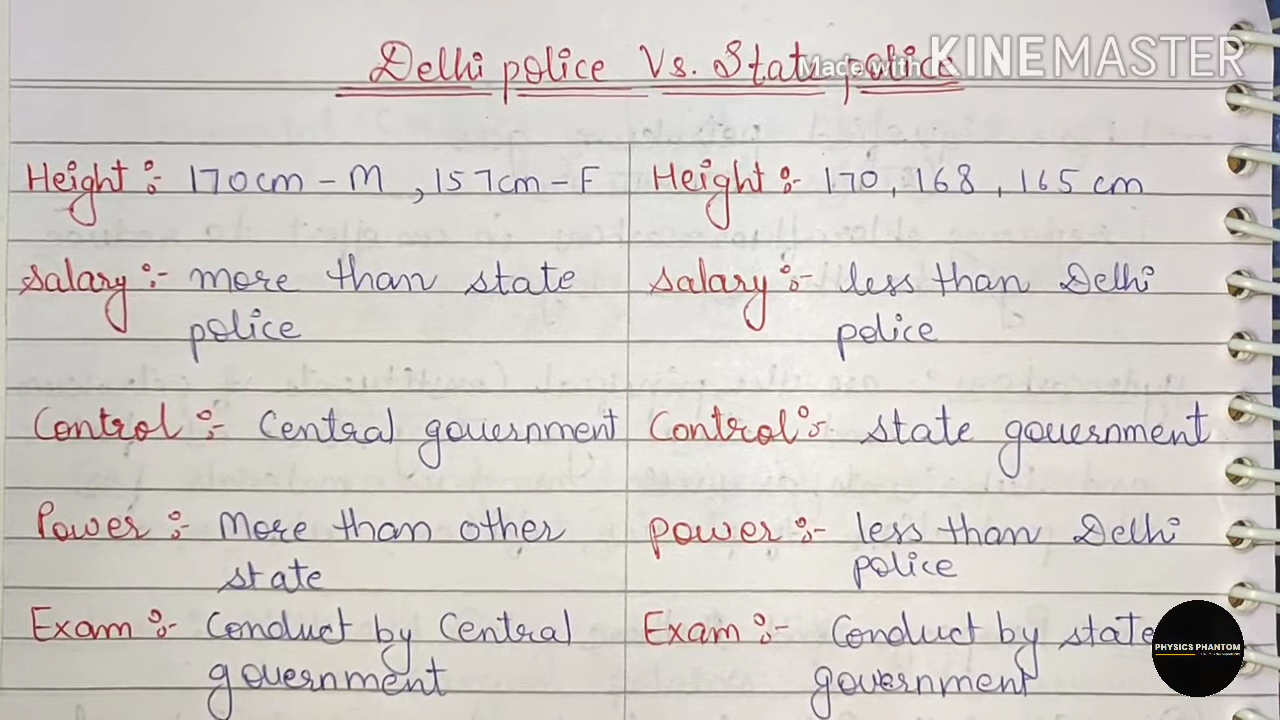 Delhi police Vs. State police
Made with KINEMASTER
Height :- 170cm - M , 157cm - F
Salary :- more than state
police
Control :- Central government
Power :- More than other
state
Exam :- Conduct by Central
government
Height :- 170, 168, 165 cm
Salary :- less than Delhi
police
Control :- state government
power :- less than Delhi
police
Exam :- Conduct by state
government
PHYSICS PHANTOM